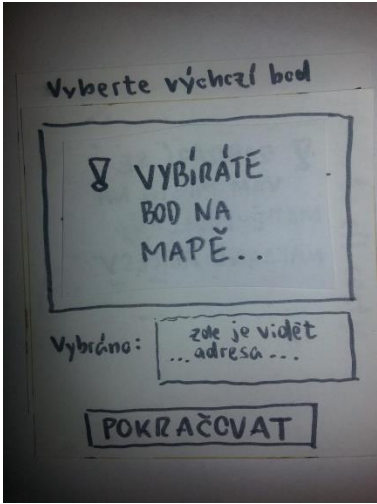 Vyberte výchozí bod
! VYBÍRÁTE
BOD NA
MAPĚ...
Vybráno:
zde je vidět
... adresa ...
POKRAČOVAT